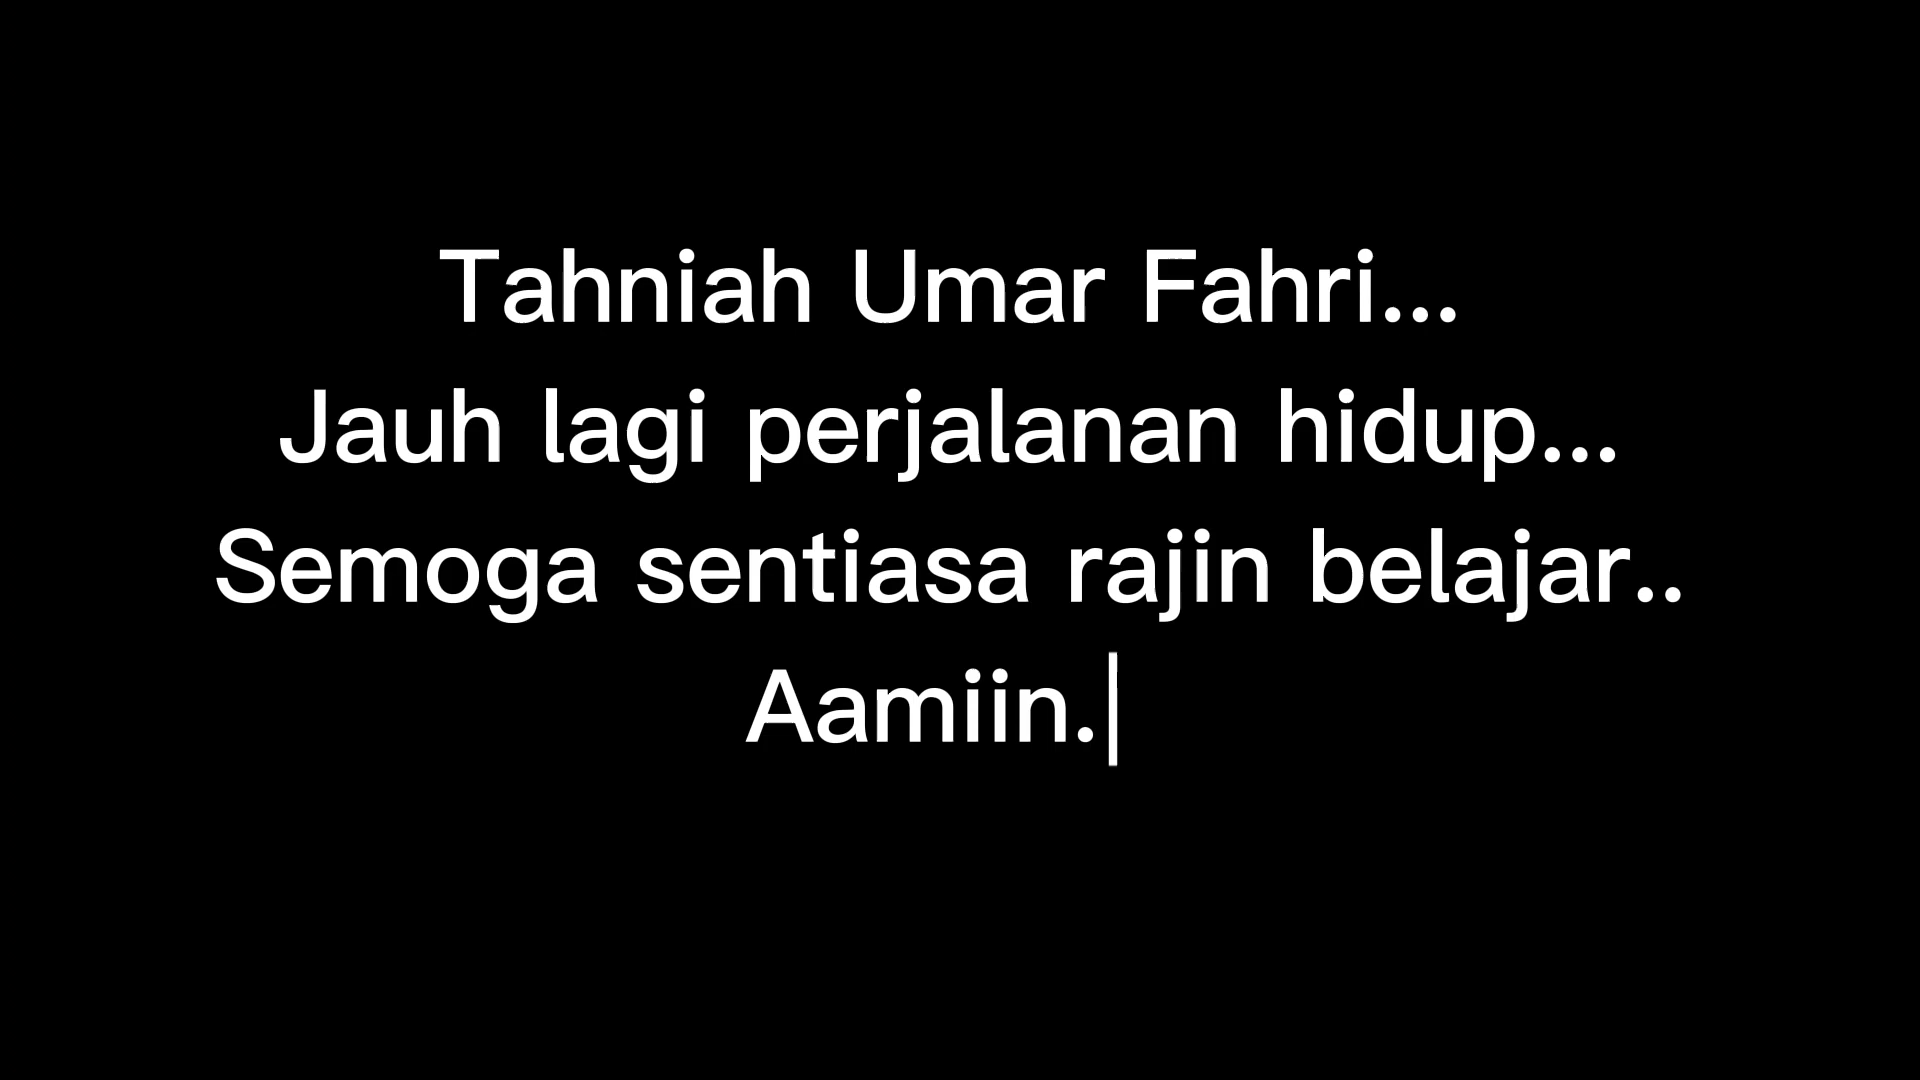 Tahniah Umar Fahri...
Jauh lagi perjalanan hidup...
Semoga sentiasa rajin belajar..
Aamiin.